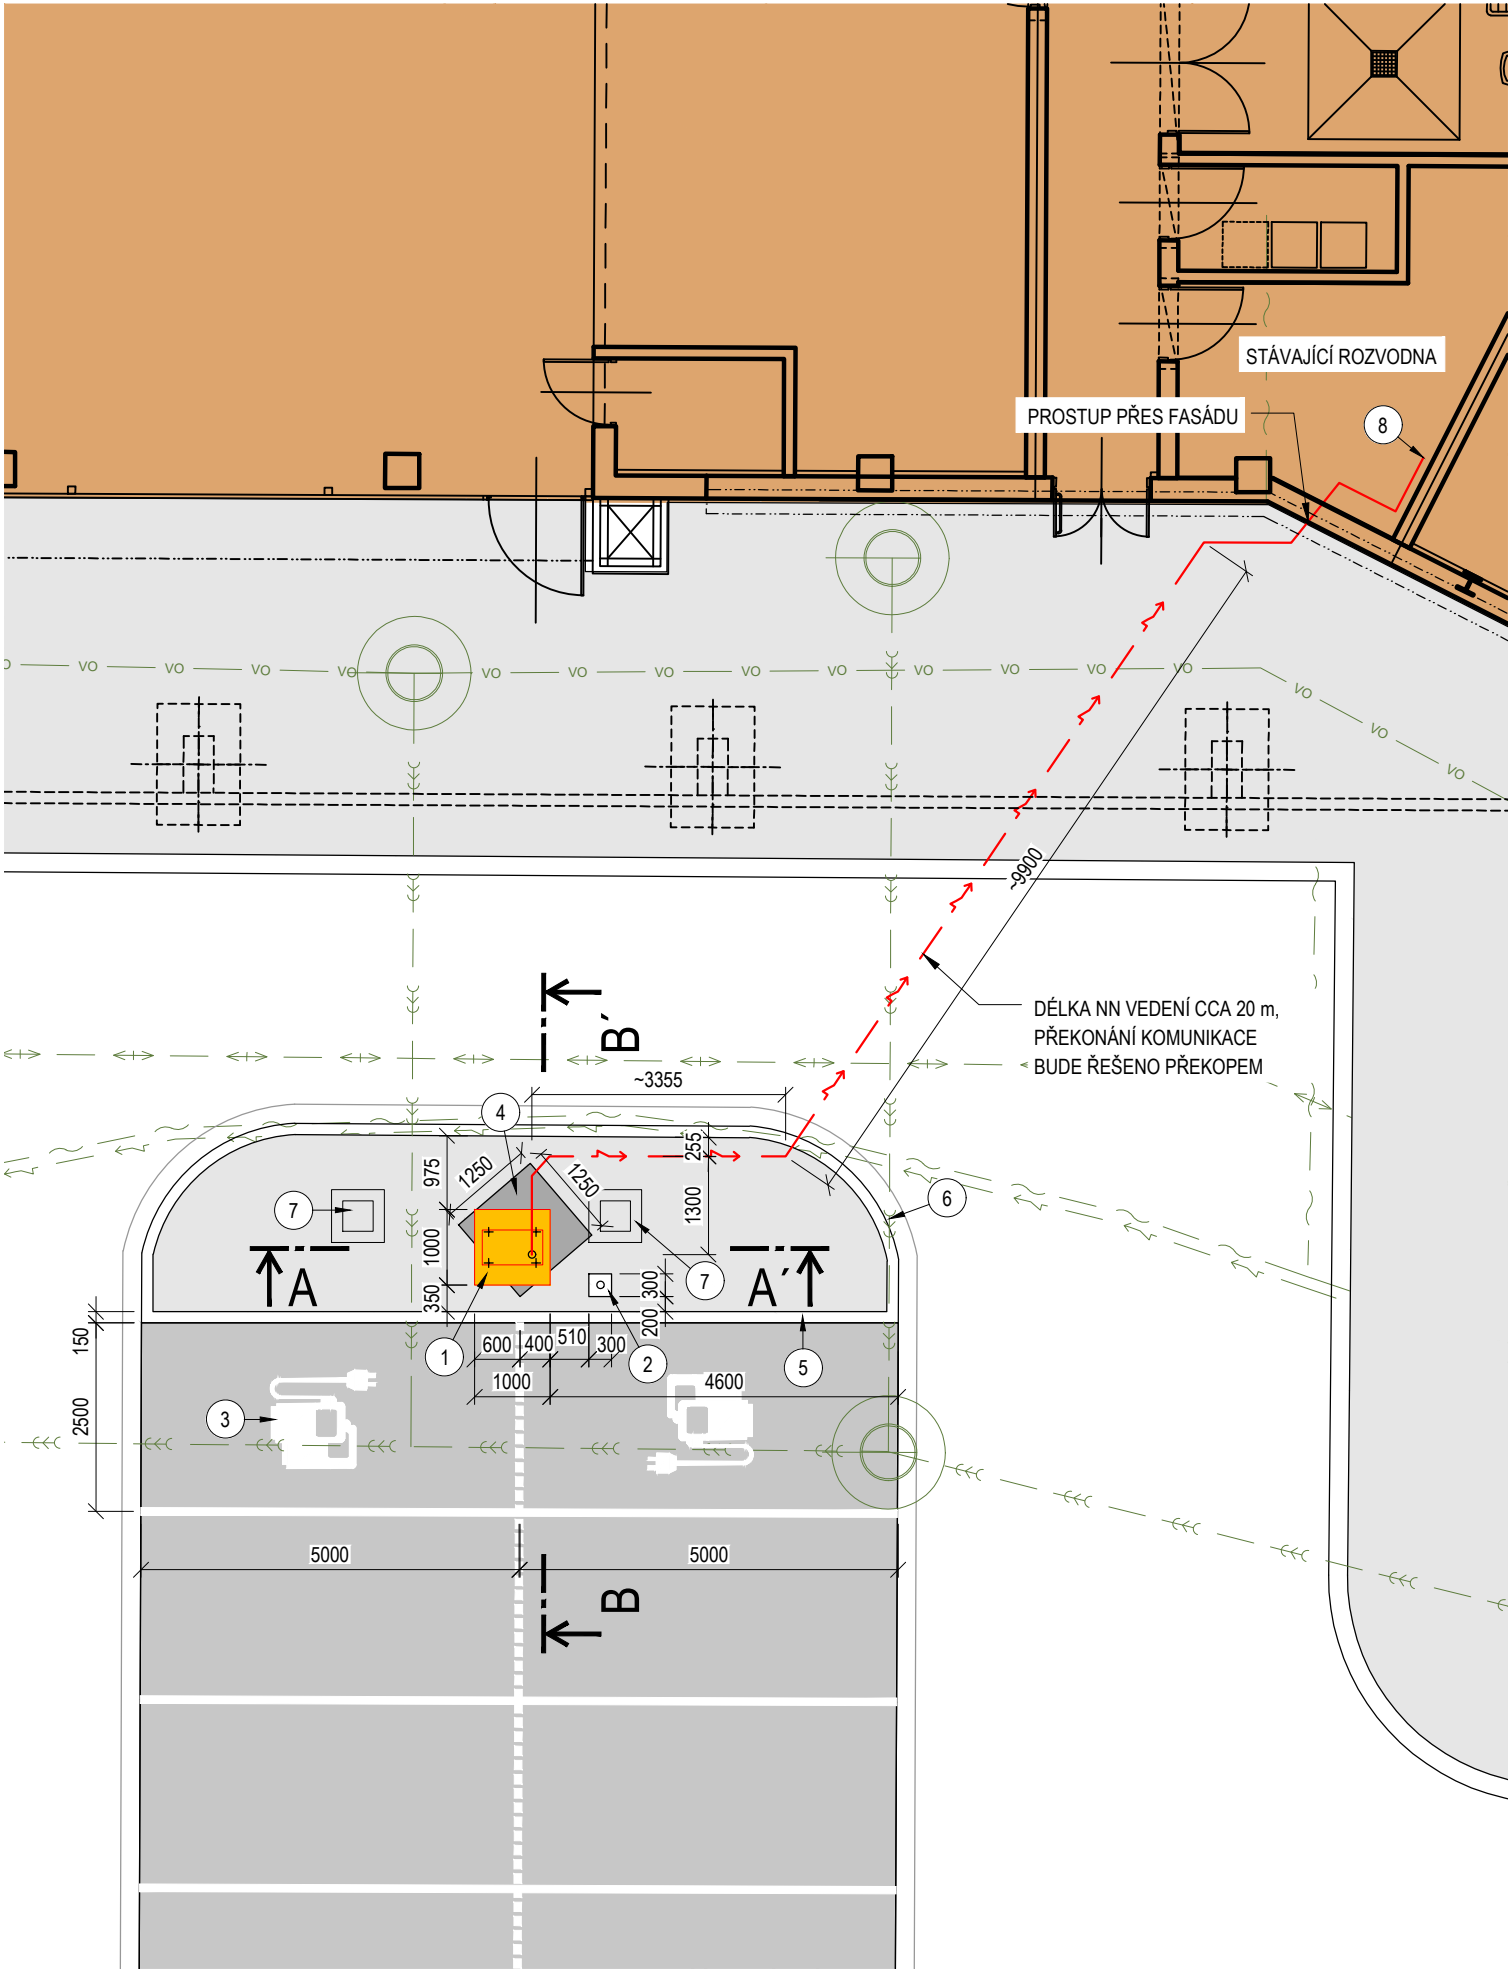 STÁVAJÍCÍ ROZVODNA
PROSTUP PŘES FASÁDU
8
VO VO VO VO VO VO VO VO VO VO VO VO VO VO
VO
VO
VO
~9900
DÉLKA NN VEDENÍ CCA 20 m,
PŘEKONÁNÍ KOMUNIKACE
BUDE ŘEŠENO PŘEKOPEM
B´
~3355
4
255
975
1250
1250
1300
6
7
7
1000
A
A´
300
350
200
150
1
600
400
510
300
2
5
1000
4600
3
2500
5000
5000
B